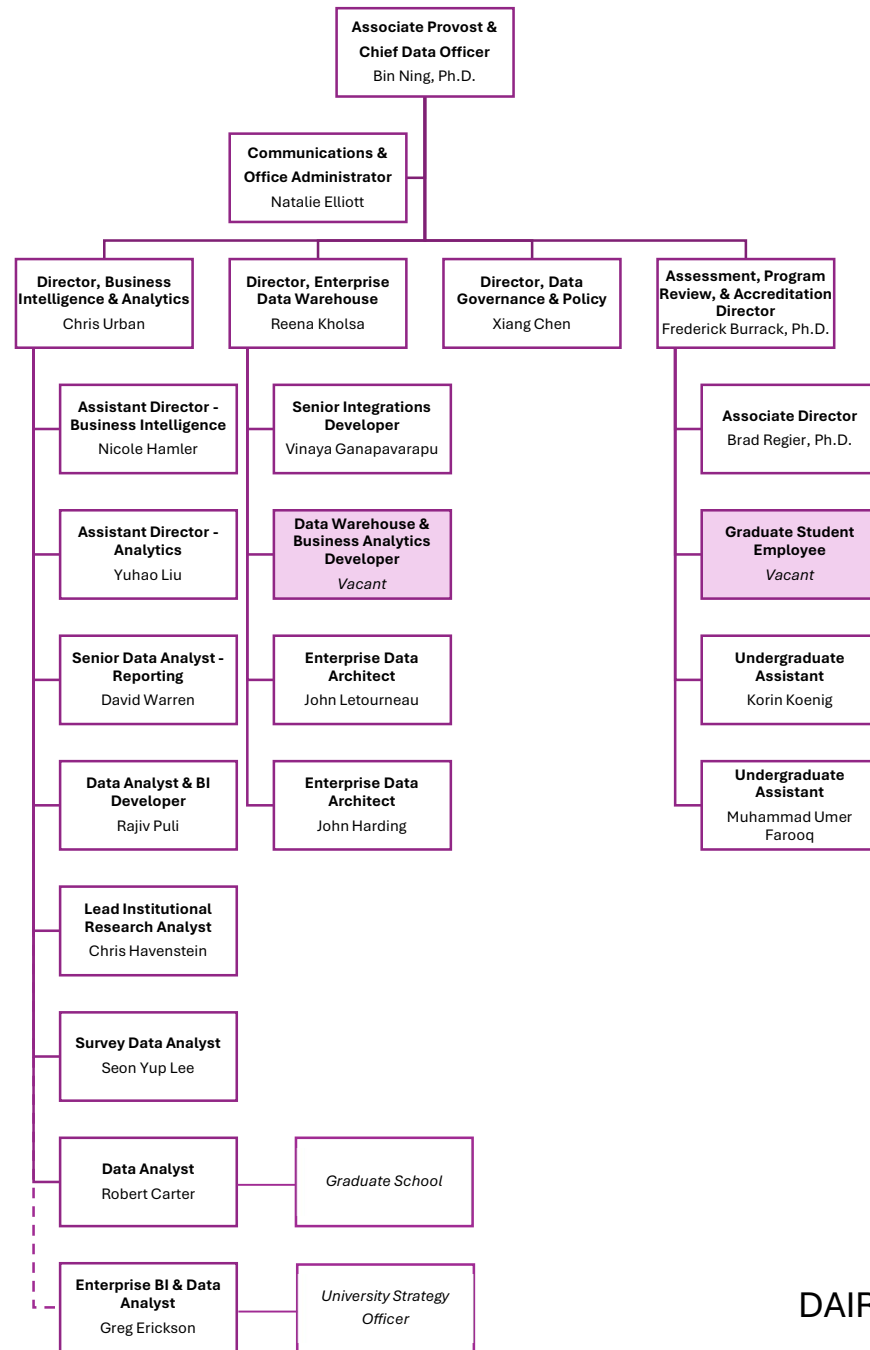 Associate Provost &
Chief Data Officer
Bin Ning, Ph.D.
Communications &
Office Administrator
Natalie Elliott
Director, Business
Intelligence & Analytics
Chris Urban
Director, Enterprise
Data Warehouse
Reena Kholsa
Director, Data
Governance & Policy
Xiang Chen
Assessment, Program
Review, & Accreditation
Director
Frederick Burrack, Ph.D.
Assistant Director -
Business Intelligence
Nicole Hamler
Senior Integrations
Developer
Vinaya Ganapavarapu
Associate Director
Brad Regier, Ph.D.
Assistant Director -
Analytics
Yuhao Liu
Data Warehouse &
Business Analytics
Developer
Vacant
Graduate Student
Employee
Vacant
Senior Data Analyst -
Reporting
David Warren
Enterprise Data
Architect
John Letourneau
Undergraduate
Assistant
Korin Koenig
Data Analyst & BI
Developer
Rajiv Puli
Enterprise Data
Architect
John Harding
Undergraduate
Assistant
Muhammad Umer
Farooq
Lead Institutional
Research Analyst
Chris Havenstein
Survey Data Analyst
Seon Yup Lee
Data Analyst
Robert Carter
Graduate School
Enterprise BI & Data
Analyst
Greg Erickson
University Strategy
Officer
DAIR